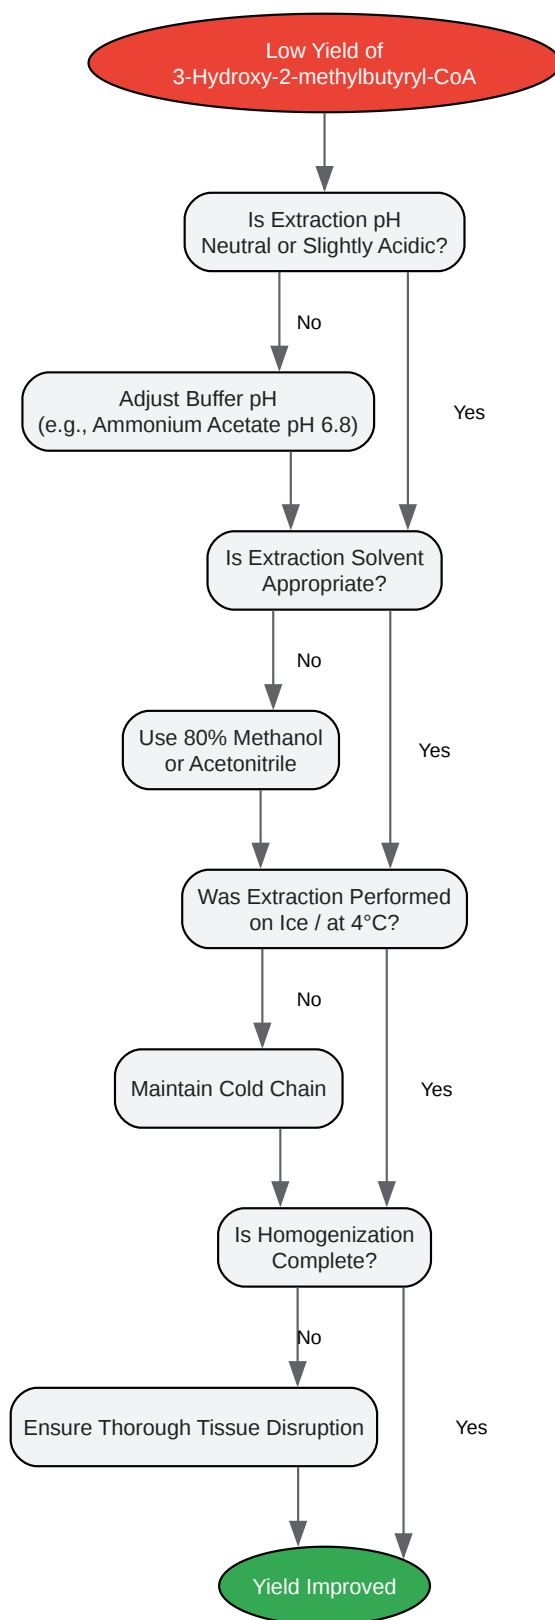 Low Yield of
3-Hydroxy-2-methylbutyryl-CoA
Is Extraction pH
Neutral or Slightly Acidic?
No
Adjust Buffer pH
(e.g., Ammonium Acetate pH 6.8)
Yes
Is Extraction Solvent
Appropriate?
No
Use 80% Methanol
or Acetonitrile
Yes
Was Extraction Performed
on Ice / at 4°C?
No
Maintain Cold Chain
Yes
Is Homogenization
Complete?
No
Ensure Thorough Tissue Disruption
Yes
Yield Improved